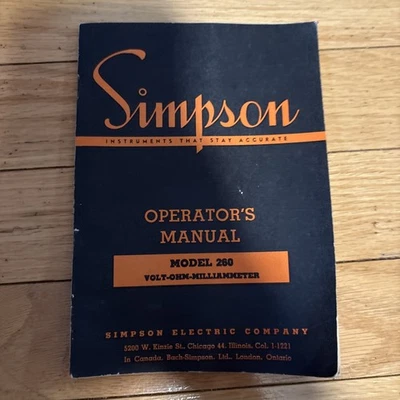 Simpson
INSTRUMENTS THAT STAY ACCURATE
OPERATOR'S
MANUAL
MODEL 260
VOLT-OHM-MILLIAMMETER
SIMPSON ELECTRIC COMPANY
5200 W. Kinzie St., Chicago 44, Illinois, Col. 1-1221
In Canada, Bach-Simpson, Ltd., London, Ontario